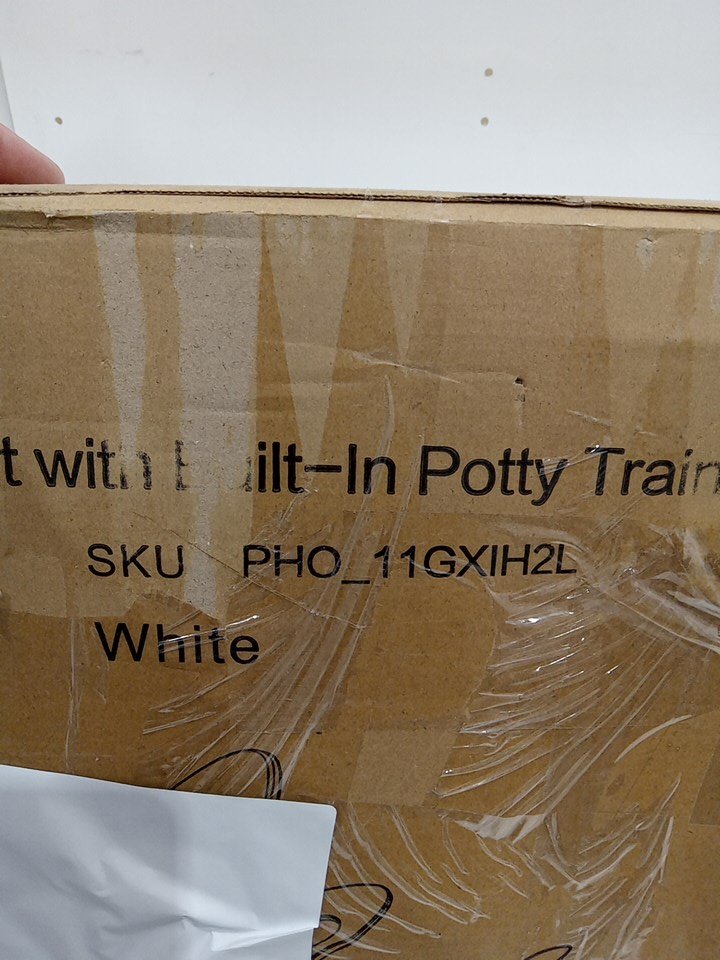 t with Built-In Potty Train
SKU PHO_11GXIH2L
White